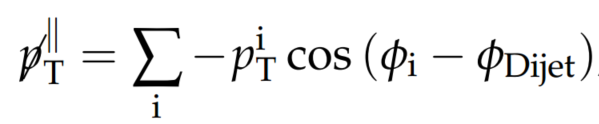 p̸_T^∥ = ∑_i −p_T^i cos (ϕ_i − ϕ_Dijet).